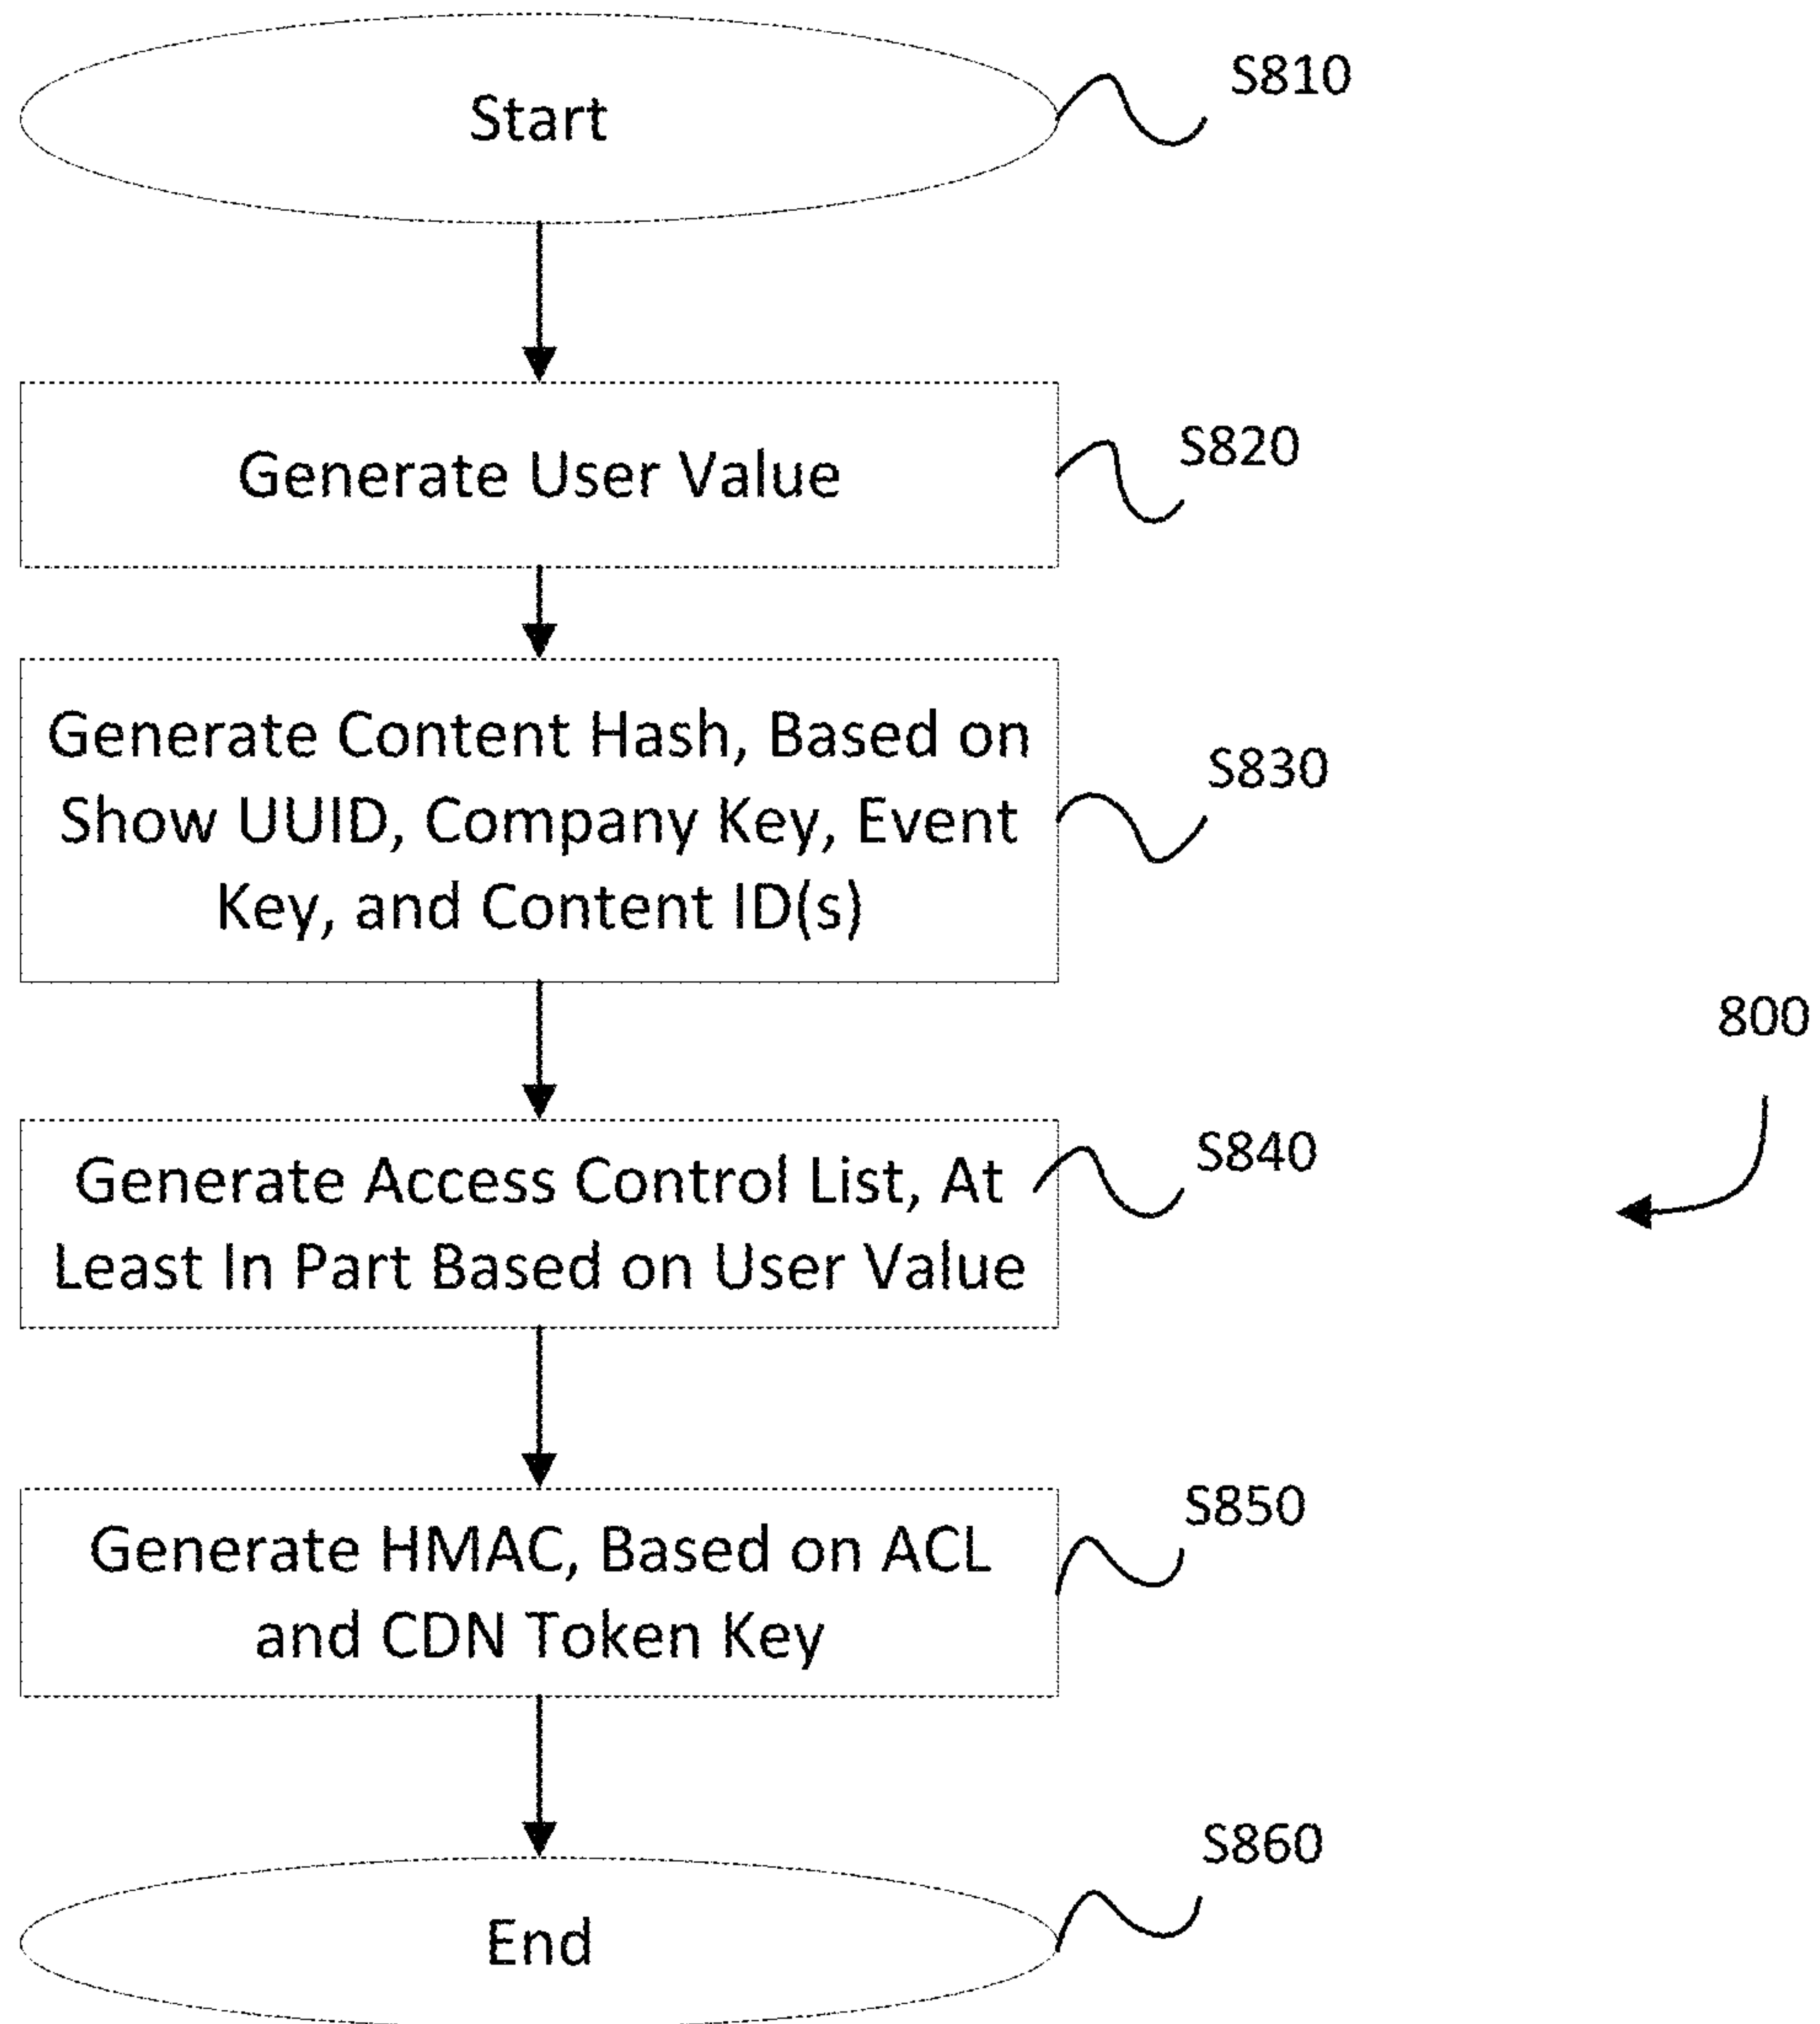 Start
S810
Generate User Value
S820
Generate Content Hash, Based on
Show UUID, Company Key, Event
Key, and Content ID(s)
S830
800
Generate Access Control List, At
Least In Part Based on User Value
S840
Generate HMAC, Based on ACL
and CDN Token Key
S850
End
S860